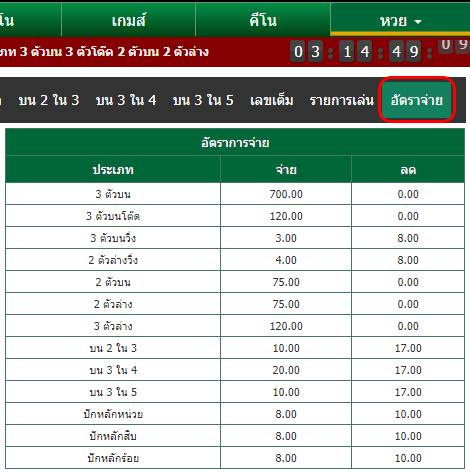 โน เกมส์ คีโน หวย
ภท 3 ตัวบน 3 ตัวโต๊ด 2 ตัวบน 2 ตัวล่าง 03:14:49:09
บน 2 ใน 3 บน 3 ใน 4 บน 3 ใน 5 เลขเต็ม รายการเล่น อัตราจ่าย
อัตราการจ่าย
ประเภท จ่าย ลด
3 ตัวบน 700.00 0.00
3 ตัวบนโต๊ด 120.00 0.00
3 ตัวบนวิ่ง 3.00 8.00
2 ตัวล่างวิ่ง 4.00 8.00
2 ตัวบน 75.00 0.00
2 ตัวล่าง 75.00 0.00
3 ตัวล่าง 120.00 0.00
บน 2 ใน 3 10.00 17.00
บน 3 ใน 4 20.00 17.00
บน 3 ใน 5 10.00 17.00
ปักหลักหน่วย 8.00 10.00
ปักหลักสิบ 8.00 10.00
ปักหลักร้อย 8.00 10.00